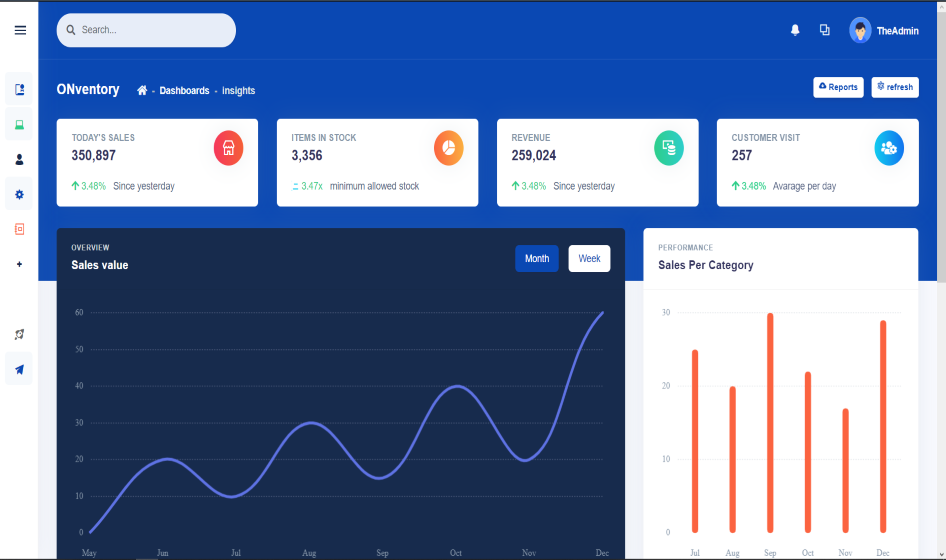 Search...
TheAdmin
ONventory - Dashboards - Insights
Reports refresh
TODAY'S SALES
350,897
3.48% Since yesterday
ITEMS IN STOCK
3,356
3.47x minimum allowed stock
REVENUE
259,024
3.48% Since yesterday
CUSTOMER VISIT
257
3.48% Avarage per day
OVERVIEW
Sales value
Month Week
60
50
40
30
20
10
0
May Jun Jul Aug Sep Oct Nov Dec
PERFORMANCE
Sales Per Category
30
20
10
0
Jul Aug Sep Oct Nov Dec